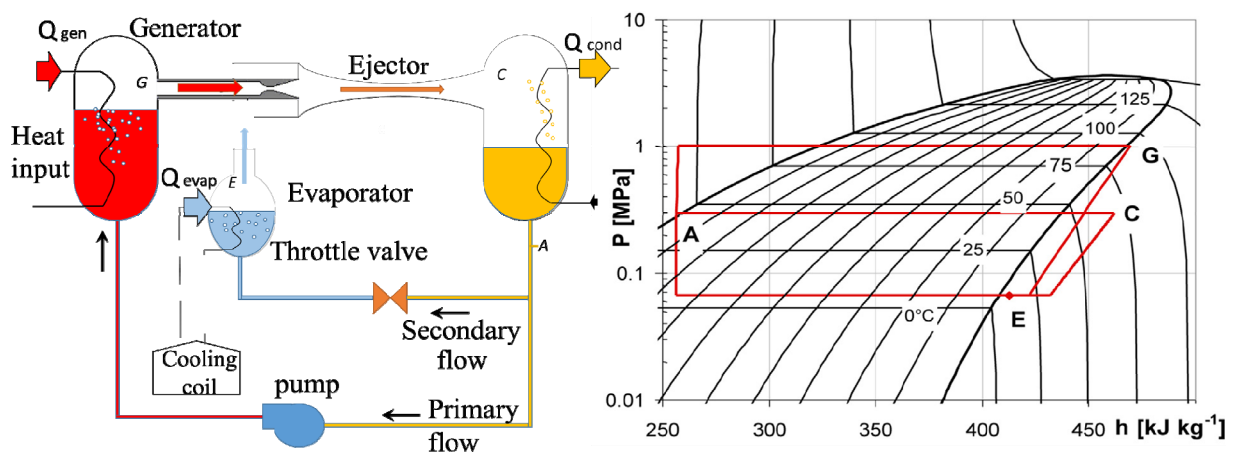 Q gen
Generator
G
Ejector
C
Q cond
Heat
input
Q evap
E
Evaporator
Throttle valve
A
Secondary
flow
Cooling
coil
pump
Primary
flow
10
1
0.1
0.01
P [MPa]
125
100
75
50
25
0°C
G
C
A
E
250
300
350
400
450
h [kJ kg⁻¹]